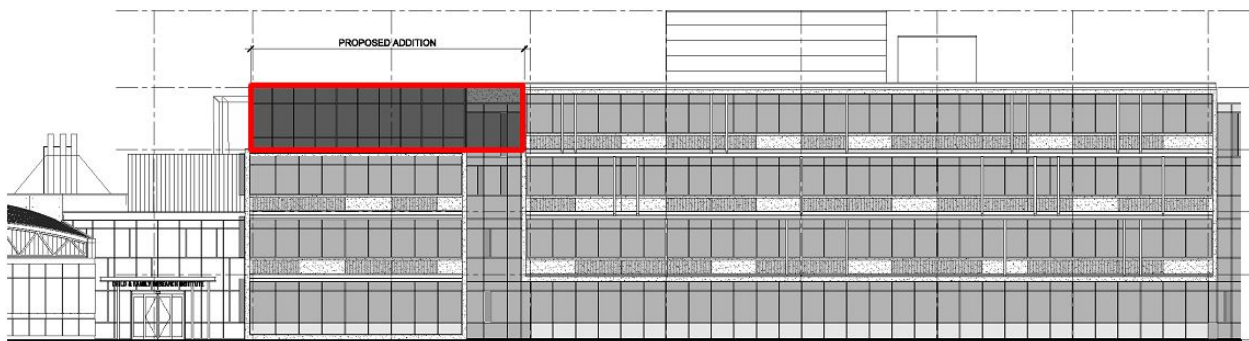 PROPOSED ADDITION
CHILD & FAMILY RESEARCH INSTITUTE